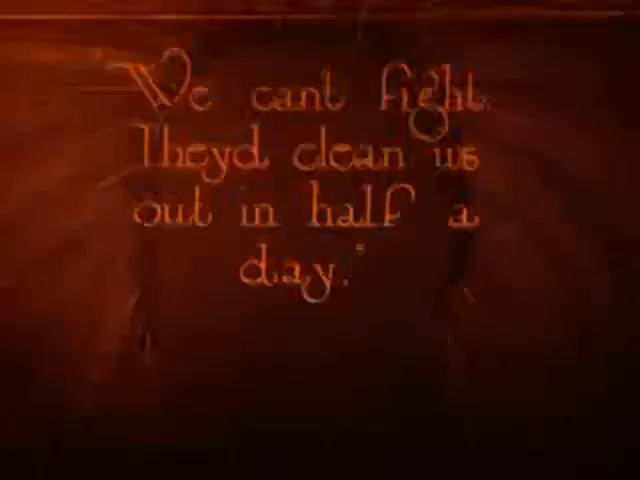 We cant fight.
Theyd clean us
out in half a
day."